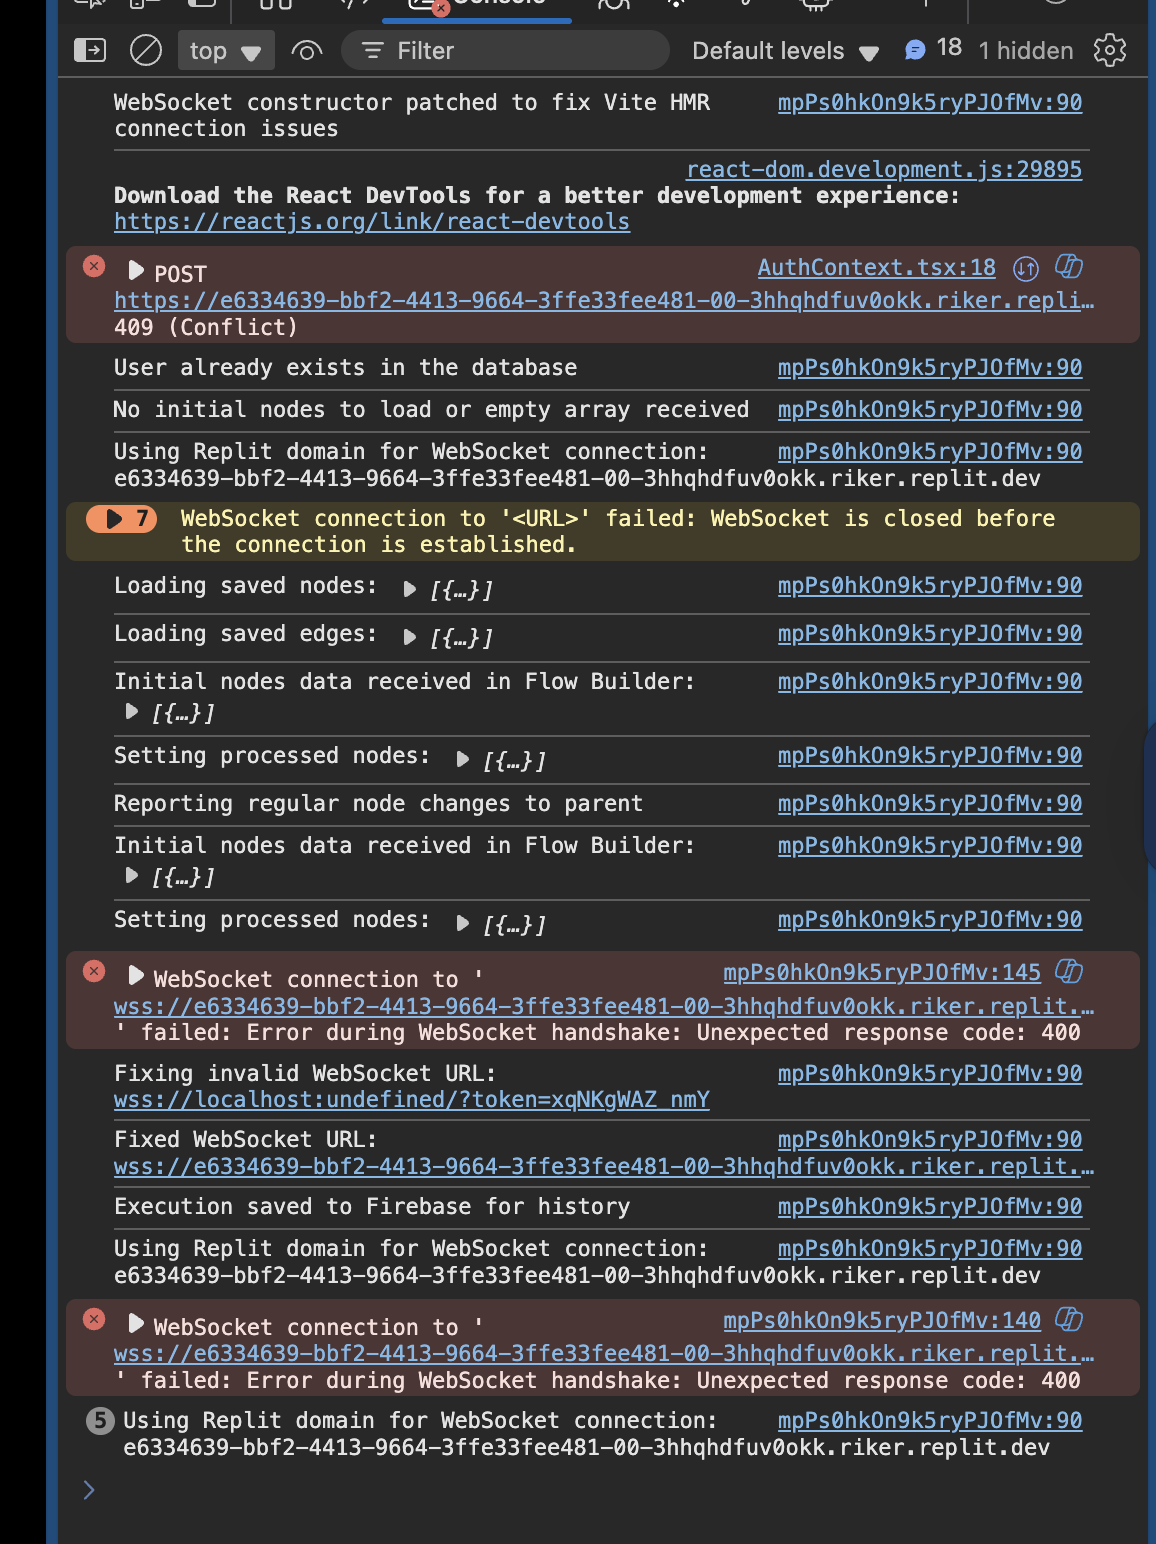 Console
top
Filter
Default levels
18
1 hidden
WebSocket constructor patched to fix Vite HMR mpPs0hkOn9k5ryPJOfMv:90
connection issues
react-dom.development.js:29895
Download the React DevTools for a better development experience:
https://reactjs.org/link/react-devtools
POST AuthContext.tsx:18
https://e6334639-bbf2-4413-9664-3ffe33fee481-00-3hhqhdfuv0okk.riker.repli…
409 (Conflict)
User already exists in the database mpPs0hkOn9k5ryPJOfMv:90
No initial nodes to load or empty array received mpPs0hkOn9k5ryPJOfMv:90
Using Replit domain for WebSocket connection: mpPs0hkOn9k5ryPJOfMv:90
e6334639-bbf2-4413-9664-3ffe33fee481-00-3hhqhdfuv0okk.riker.replit.dev
7 WebSocket connection to '<URL>' failed: WebSocket is closed before
the connection is established.
Loading saved nodes: [{…}] mpPs0hkOn9k5ryPJOfMv:90
Loading saved edges: [{…}] mpPs0hkOn9k5ryPJOfMv:90
Initial nodes data received in Flow Builder: mpPs0hkOn9k5ryPJOfMv:90
[{…}]
Setting processed nodes: [{…}] mpPs0hkOn9k5ryPJOfMv:90
Reporting regular node changes to parent mpPs0hkOn9k5ryPJOfMv:90
Initial nodes data received in Flow Builder: mpPs0hkOn9k5ryPJOfMv:90
[{…}]
Setting processed nodes: [{…}] mpPs0hkOn9k5ryPJOfMv:90
WebSocket connection to ' mpPs0hkOn9k5ryPJOfMv:145
wss://e6334639-bbf2-4413-9664-3ffe33fee481-00-3hhqhdfuv0okk.riker.replit.…
' failed: Error during WebSocket handshake: Unexpected response code: 400
Fixing invalid WebSocket URL: mpPs0hkOn9k5ryPJOfMv:90
wss://localhost:undefined/?token=xqNKgWAZ_nmY
Fixed WebSocket URL: mpPs0hkOn9k5ryPJOfMv:90
wss://e6334639-bbf2-4413-9664-3ffe33fee481-00-3hhqhdfuv0okk.riker.replit.…
Execution saved to Firebase for history mpPs0hkOn9k5ryPJOfMv:90
Using Replit domain for WebSocket connection: mpPs0hkOn9k5ryPJOfMv:90
e6334639-bbf2-4413-9664-3ffe33fee481-00-3hhqhdfuv0okk.riker.replit.dev
WebSocket connection to ' mpPs0hkOn9k5ryPJOfMv:140
wss://e6334639-bbf2-4413-9664-3ffe33fee481-00-3hhqhdfuv0okk.riker.replit.…
' failed: Error during WebSocket handshake: Unexpected response code: 400
5 Using Replit domain for WebSocket connection: mpPs0hkOn9k5ryPJOfMv:90
e6334639-bbf2-4413-9664-3ffe33fee481-00-3hhqhdfuv0okk.riker.replit.dev